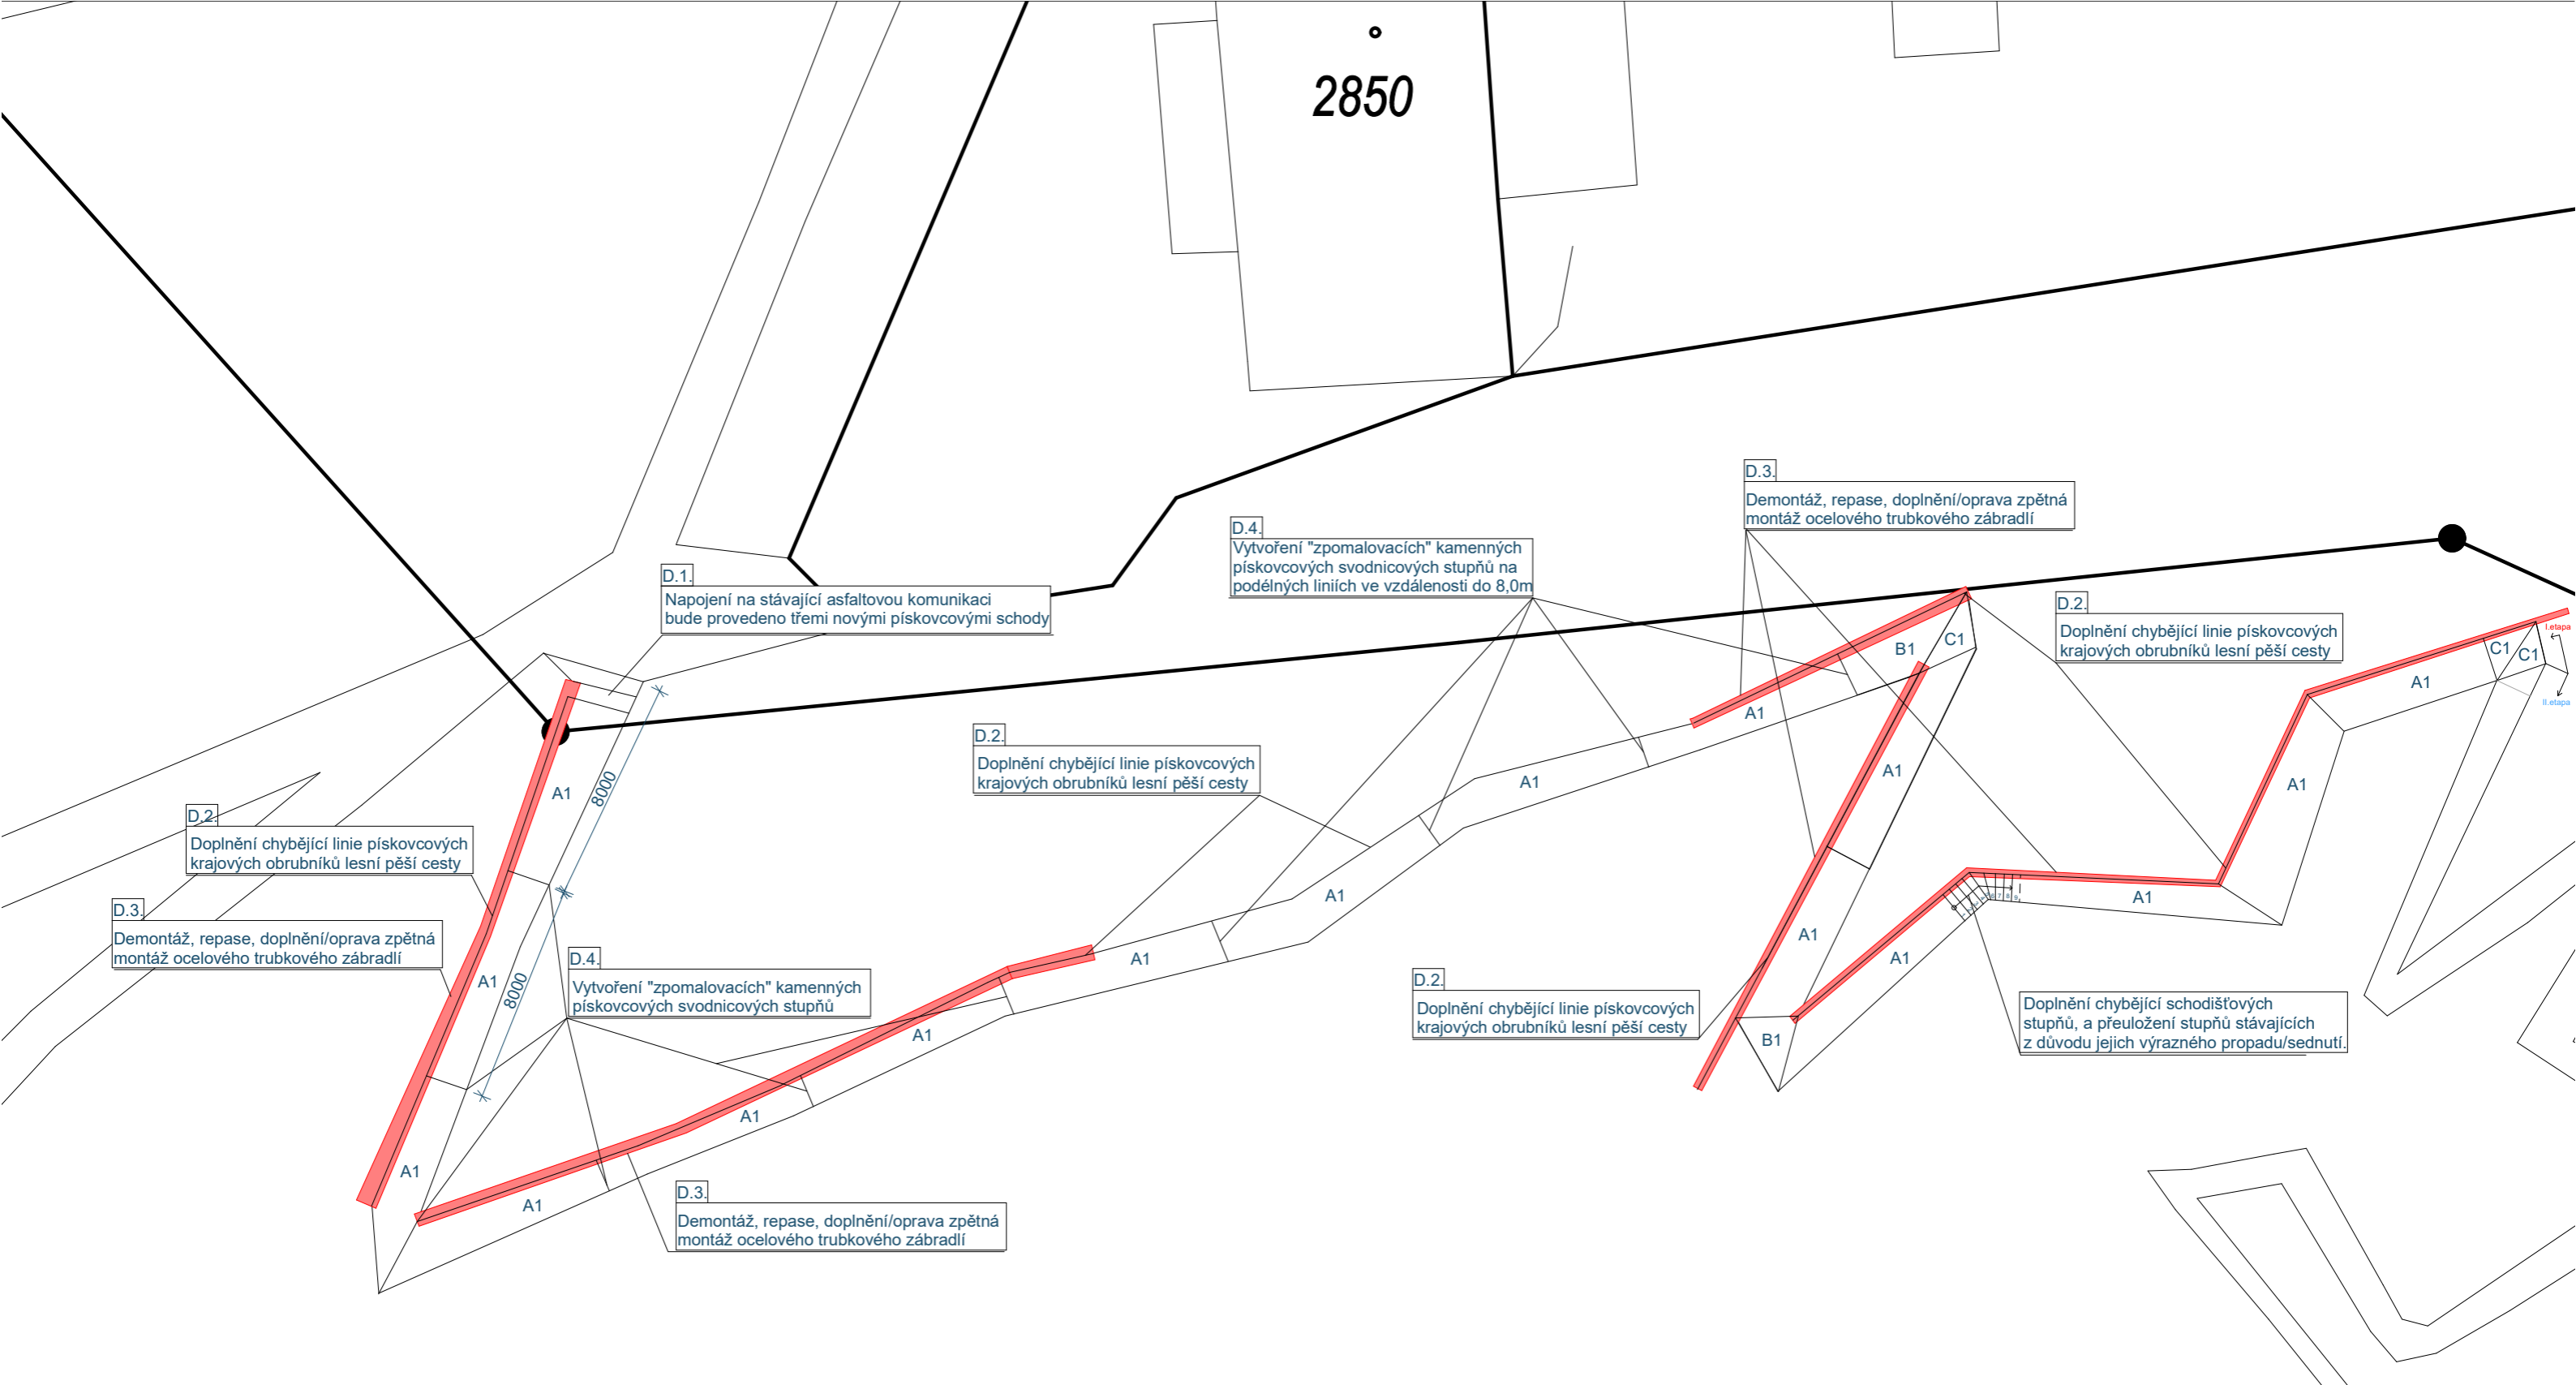 2850
D.3.
Demontáž, repase, doplnění/oprava zpětná
montáž ocelového trubkového zábradlí
D.4.
Vytvoření "zpomalovacích" kamenných
pískovcových svodnicových stupňů na
podélných liniích ve vzdálenosti do 8,0m
D.1.
Napojení na stávající asfaltovou komunikaci
bude provedeno třemi novými pískovcovými schody
D.2.
Doplnění chybějící linie pískovcových
krajových obrubníků lesní pěší cesty
I.etapa
C1
B1
C1
C1
A1
II.etapa
A1
D.2.
Doplnění chybějící linie pískovcových
krajových obrubníků lesní pěší cesty
A1
A1
A1
A1
8000
D.2.
Doplnění chybějící linie pískovcových
krajových obrubníků lesní pěší cesty
A1
A1
D.3.
Demontáž, repase, doplnění/oprava zpětná
montáž ocelového trubkového zábradlí
A1
A1
A1
D.4.
Vytvoření "zpomalovacích" kamenných
pískovcových svodnicových stupňů
A1
8000
D.2.
Doplnění chybějící linie pískovcových
krajových obrubníků lesní pěší cesty
Doplnění chybějící schodišťových
stupňů, a přeuložení stupňů stávajících
z důvodu jejich výrazného propadu/sednutí.
A1
B1
A1
A1
A1
D.3.
Demontáž, repase, doplnění/oprava zpětná
montáž ocelového trubkového zábradlí